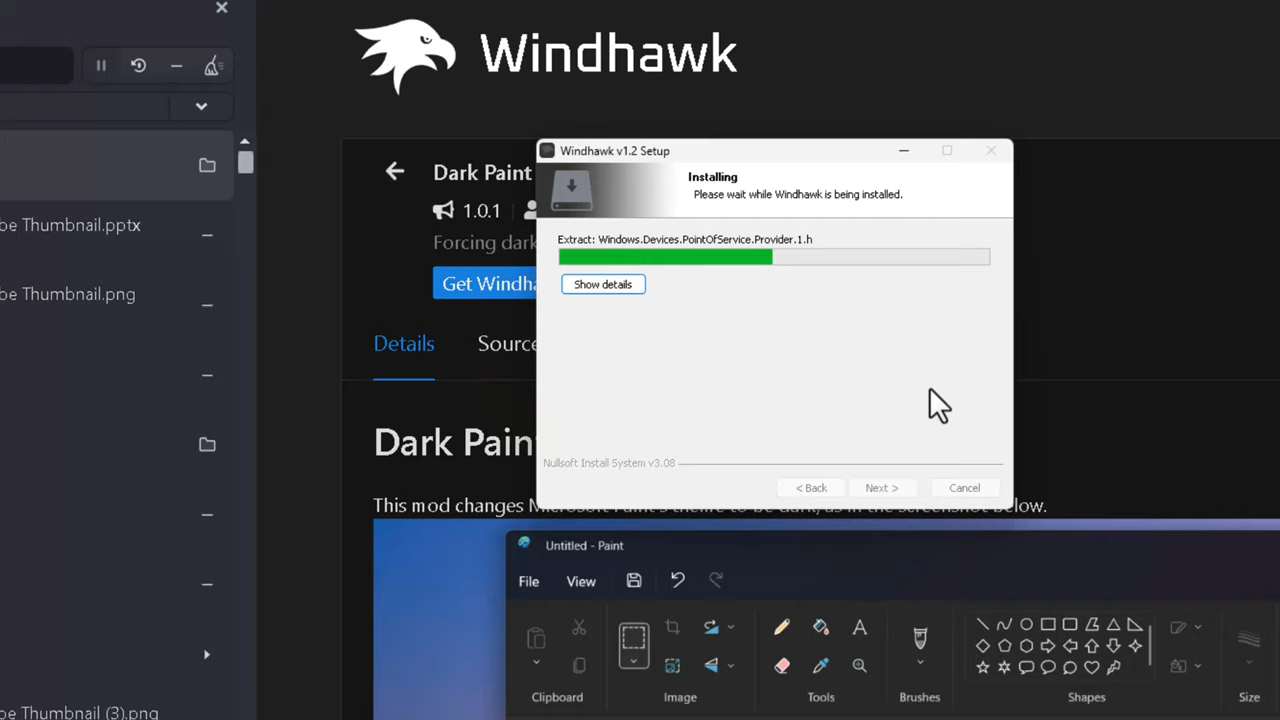 Windhawk
be Thumbnail.pptx
be Thumbnail.png
be Thumbnail (3).png
Dark Paint
1.0.1
Forcing dark
Get Windha
Details
Source
Windhawk v1.2 Setup
Installing
Please wait while Windhawk is being installed.
Extract: Windows.Devices.PointOfService.Provider.1.h
Show details
Nullsoft Install System v3.08
< Back
Next >
Cancel
Dark Pain
This mod changes Microsoft Paint's theme to be dark, as in the screenshot below.
Untitled - Paint
File
View
Clipboard
Image
Tools
Brushes
Shapes
Size